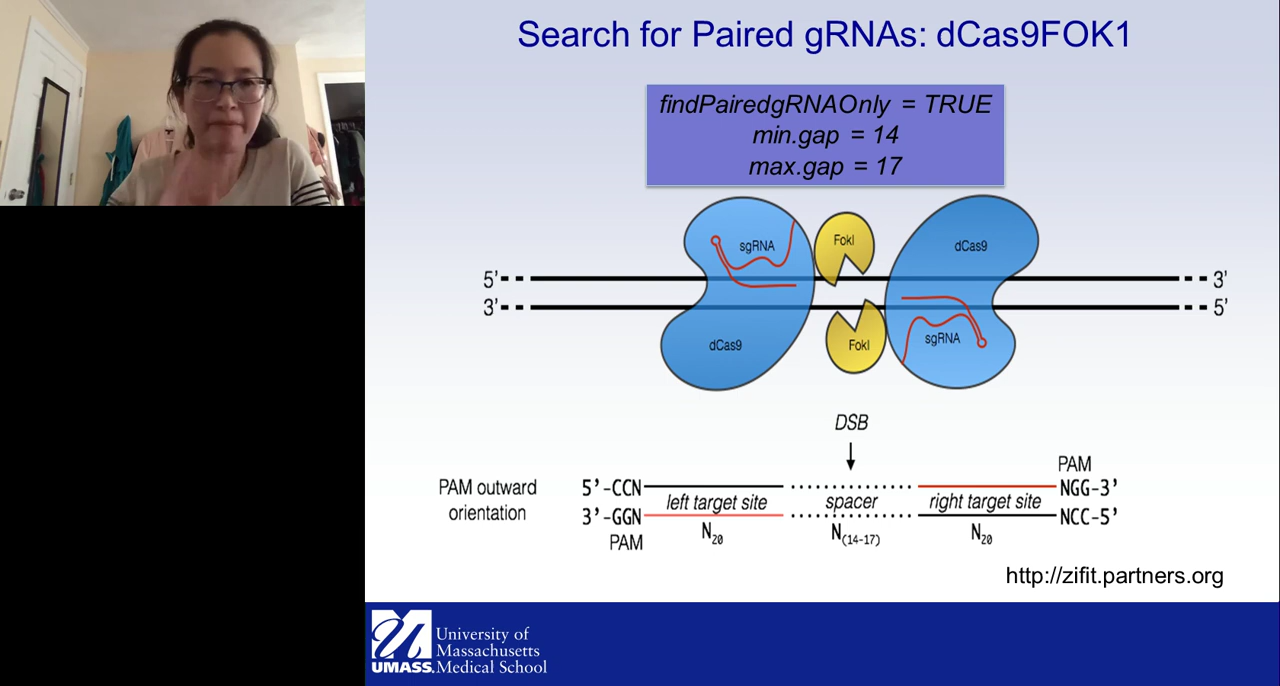 Search for Paired gRNAs: dCas9FOK1
findPairedgRNAOnly = TRUE
min.gap = 14
max.gap = 17
sgRNA
FokI
dCas9
5’
3’
3’
5’
dCas9
FokI
sgRNA
DSB
PAM
PAM outward
orientation
5’-CCN
NGG-3’
left target site
spacer
right target site
3’-GGN
NCC-5’
PAM
N20
N(14-17)
N20
http://zifit.partners.org
University of
Massachusetts
Medical School
UMASS.